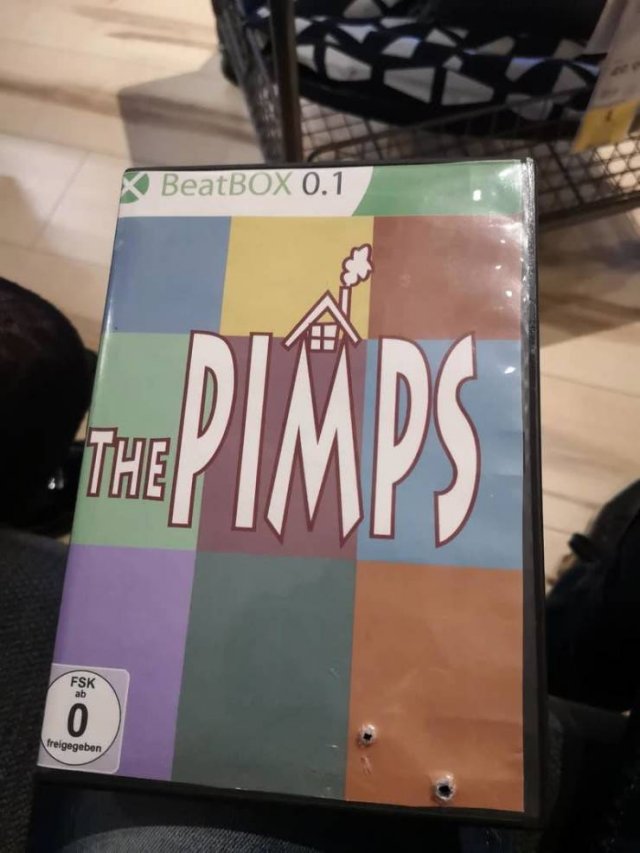 BeatBOX 0.1
THE PIMPS
FSK
ab
0
freigegeben